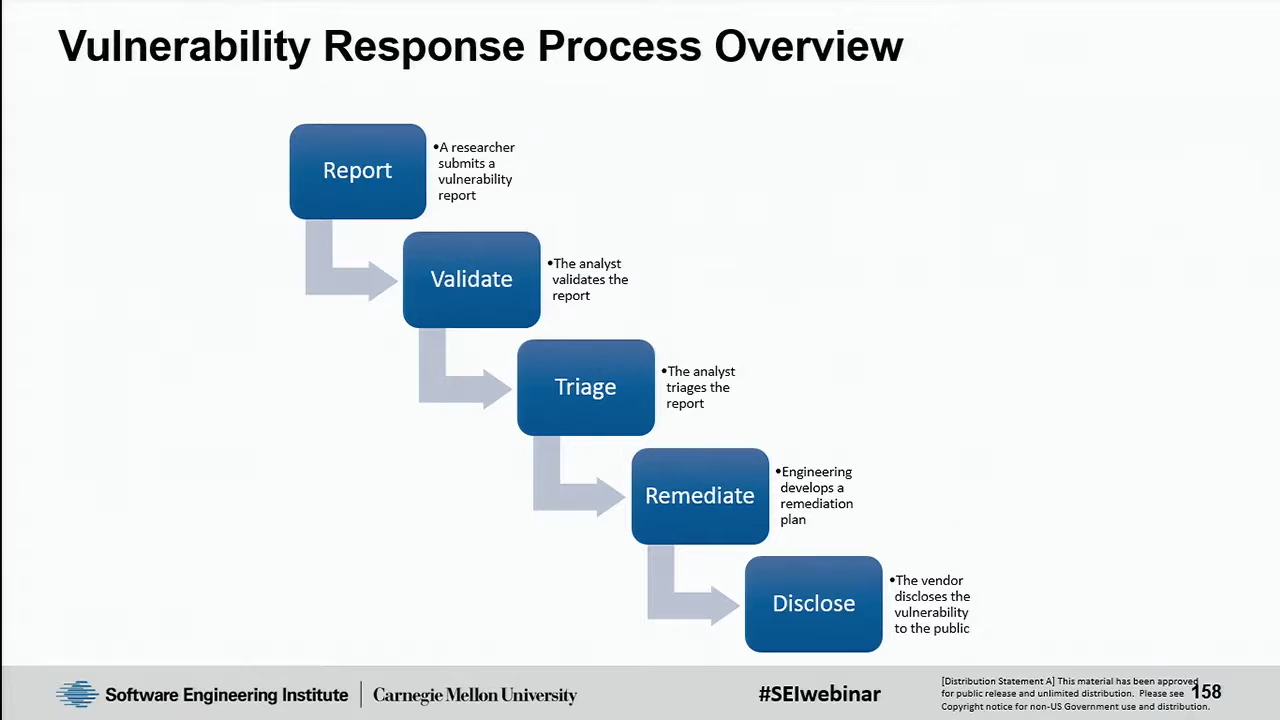 Vulnerability Response Process Overview
Report
•A researcher
submits a
vulnerability
report
Validate
•The analyst
validates the
report
Triage
•The analyst
triages the
report
Remediate
•Engineering
develops a
remediation
plan
Disclose
•The vendor
discloses the
vulnerability
to the public
Software Engineering Institute
Carnegie Mellon University
#SEIwebinar
[Distribution Statement A] This material has been approved
for public release and unlimited distribution. Please see
Copyright notice for non-US Government use and distribution.
158